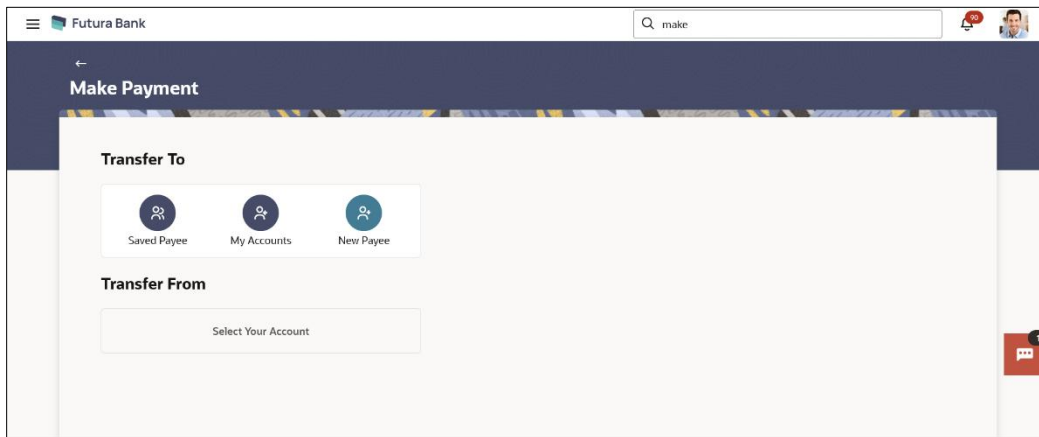 Futura Bank
make
90
Make Payment
Transfer To
Saved Payee
My Accounts
New Payee
Transfer From
Select Your Account